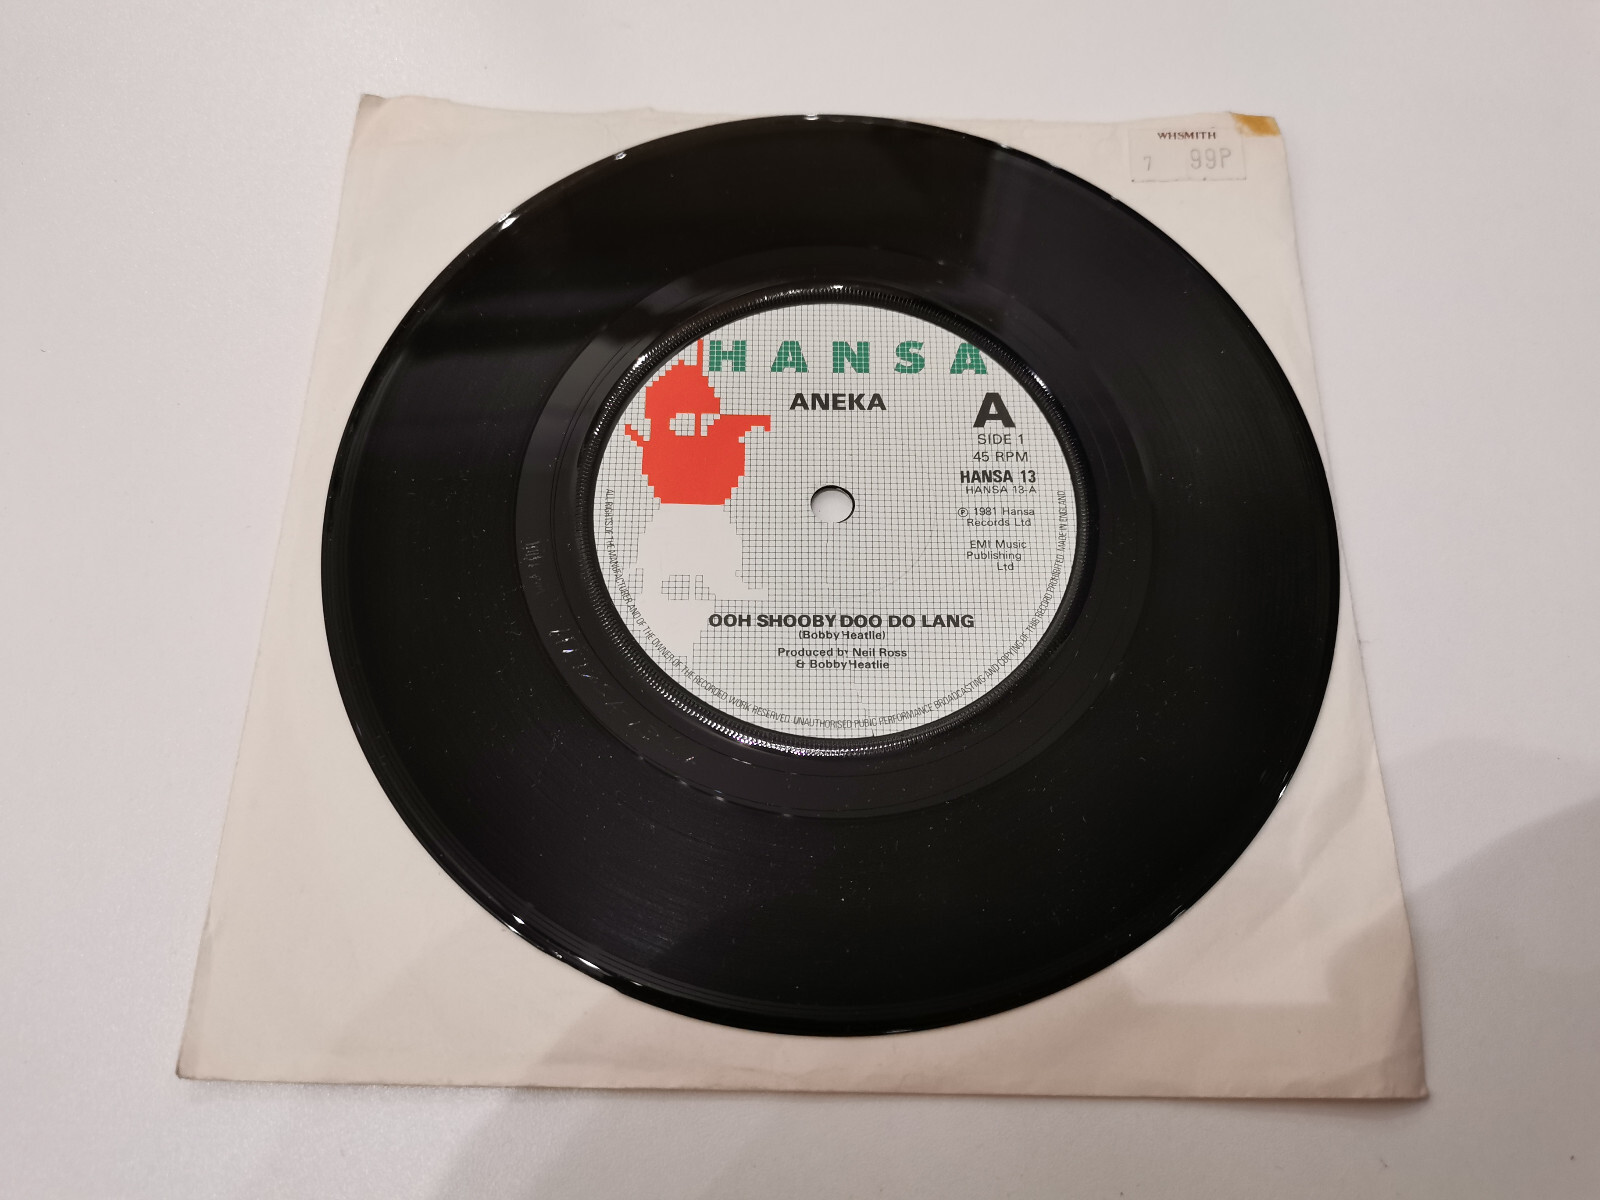 WHSMITH
7 99P
HANSA
ANEKA
A
SIDE 1
45 RPM
HANSA 13
HANSA 13-A
℗ 1981 Hansa
Records Ltd
EMI Music
Publishing
Ltd
OOH SHOOBY DOO DO LANG
(Bobby Heatlie)
Produced by Neil Ross
& Bobby Heatlie
ALL RIGHTS OF THE MANUFACTURER AND OF THE OWNER OF THE RECORDED WORK RESERVED. UNAUTHORISED PUBLIC PERFORMANCE BROADCASTING AND COPYING OF THIS RECORD PROHIBITED. MADE IN ENGLAND